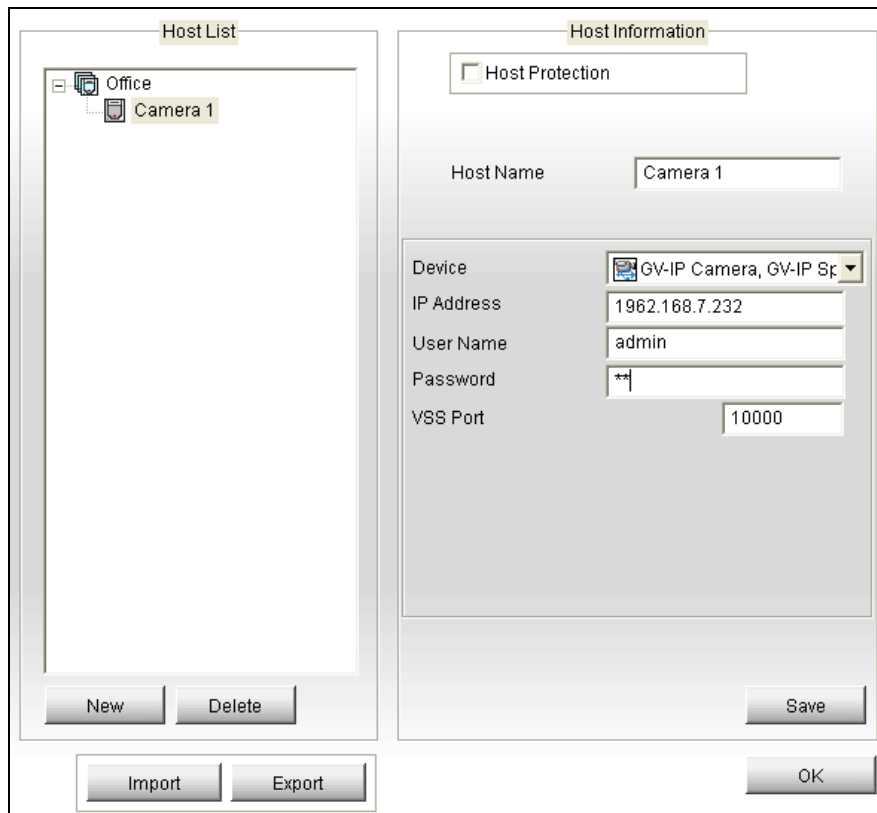 Host List
Office
Camera 1
New
Delete
Import
Export
Host Information
Host Protection
Host Name
Camera 1
Device
GV-IP Camera, GV-IP Sp
IP Address
1962.168.7.232
User Name
admin
Password
**
VSS Port
10000
Save
OK